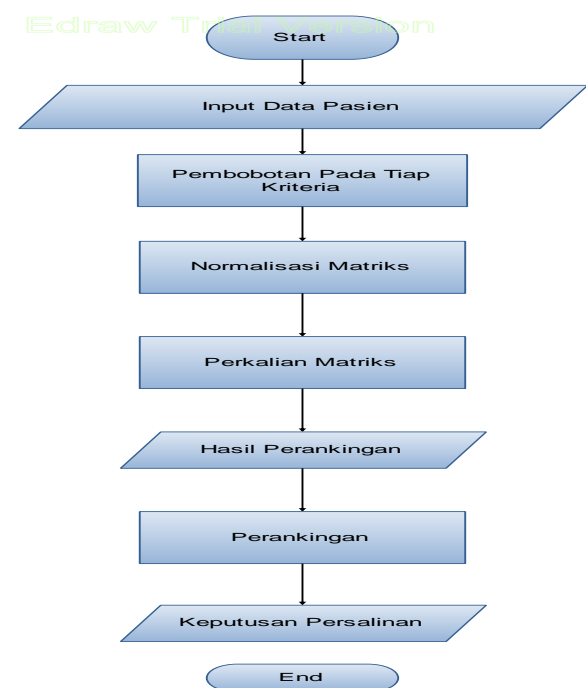 Edraw Trial Version
Start
Input Data Pasien
Pembobotan Pada Tiap
Kriteria
Normalisasi Matriks
Perkalian Matriks
Hasil Perankingan
Perankingan
Keputusan Persalinan
End